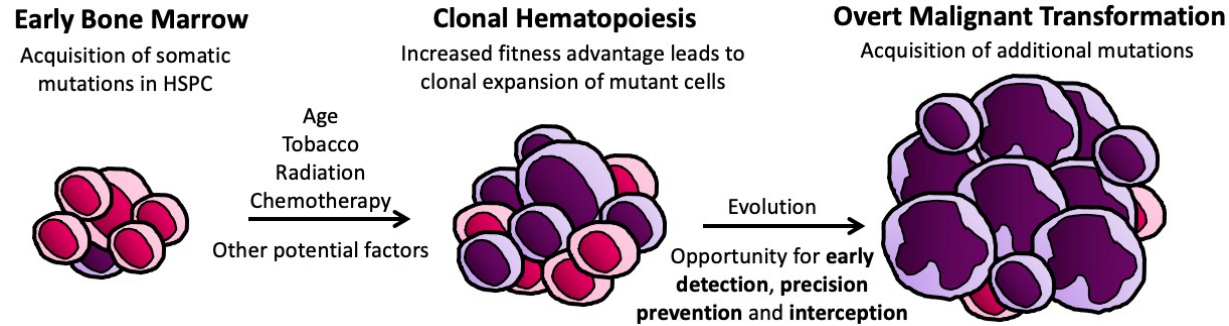 Early Bone Marrow
Acquisition of somatic
mutations in HSPC
Age
Tobacco
Radiation
Chemotherapy
Other potential factors
Clonal Hematopoiesis
Increased fitness advantage leads to
clonal expansion of mutant cells
Evolution
Opportunity for early
detection, precision
prevention and interception
Overt Malignant Transformation
Acquisition of additional mutations